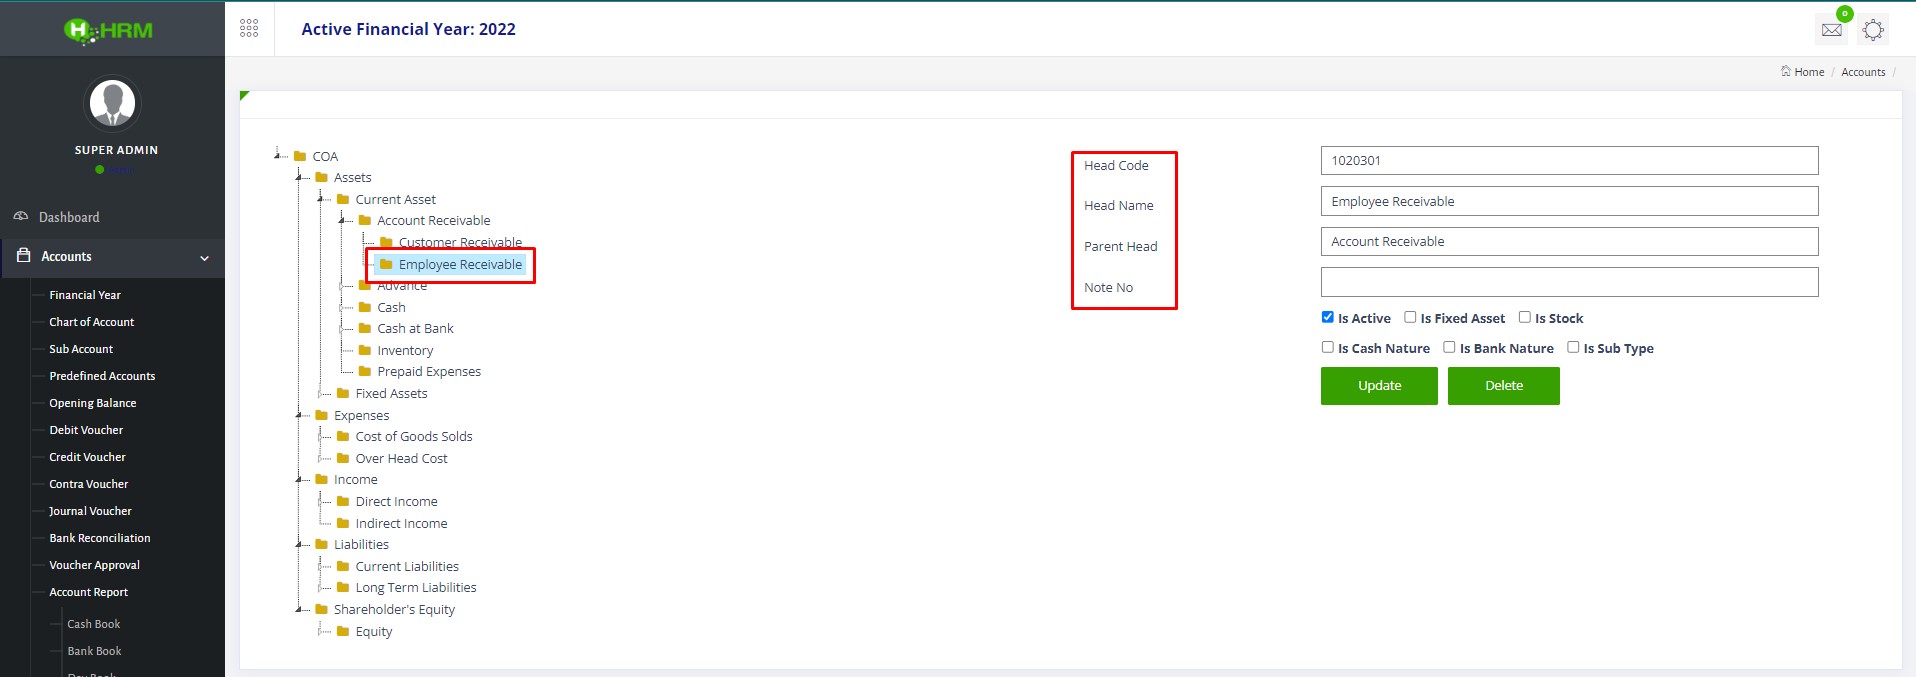 HRM
Active Financial Year: 2022
0
Home / Accounts /
SUPER ADMIN
Dashboard
Accounts
Financial Year
Chart of Account
Sub Account
Predefined Accounts
Opening Balance
Debit Voucher
Credit Voucher
Contra Voucher
Journal Voucher
Bank Reconciliation
Voucher Approval
Account Report
Cash Book
Bank Book
Day Book
COA
Assets
Current Asset
Account Receivable
Customer Receivable
Employee Receivable
Advance
Cash
Cash at Bank
Inventory
Prepaid Expenses
Fixed Assets
Expenses
Cost of Goods Solds
Over Head Cost
Income
Direct Income
Indirect Income
Liabilities
Current Liabilities
Long Term Liabilities
Shareholder's Equity
Equity
Head Code 1020301
Head Name Employee Receivable
Parent Head Account Receivable
Note No
Is Active Is Fixed Asset Is Stock
Is Cash Nature Is Bank Nature Is Sub Type
Update Delete